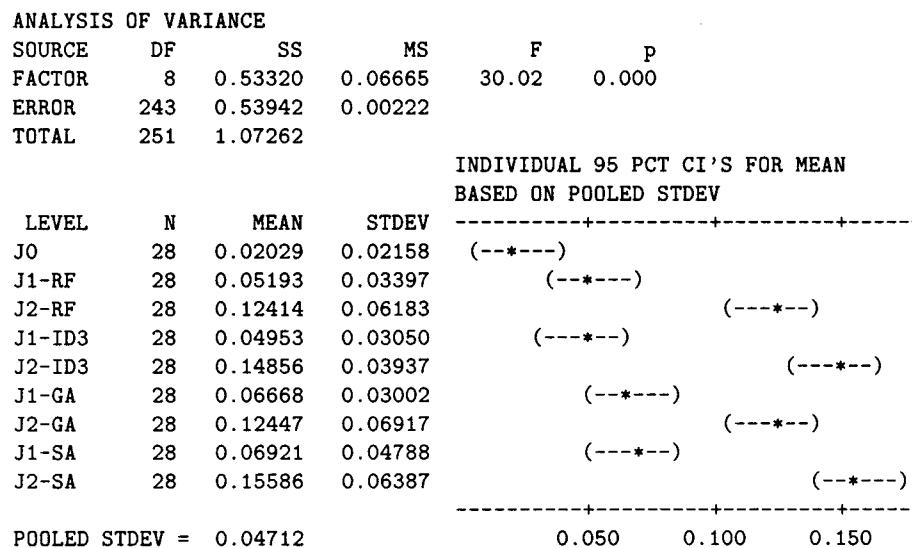 ANALYSIS OF VARIANCE
SOURCE DF SS MS F p
FACTOR 8 0.53320 0.06665 30.02 0.000
ERROR 243 0.53942 0.00222
TOTAL 251 1.07262
INDIVIDUAL 95 PCT CI'S FOR MEAN
BASED ON POOLED STDEV
LEVEL N MEAN STDEV ----------+---------+---------+------
J0 28 0.02029 0.02158 (--*---)
J1-RF 28 0.05193 0.03397 (--*---)
J2-RF 28 0.12414 0.06183 (---*--)
J1-ID3 28 0.04953 0.03050 (---*--)
J2-ID3 28 0.14856 0.03937 (---*--)
J1-GA 28 0.06668 0.03002 (--*---)
J2-GA 28 0.12447 0.06917 (---*--)
J1-SA 28 0.06921 0.04788 (---*--)
J2-SA 28 0.15586 0.06387 (--*---)
----------+---------+---------+------
POOLED STDEV = 0.04712 0.050 0.100 0.150